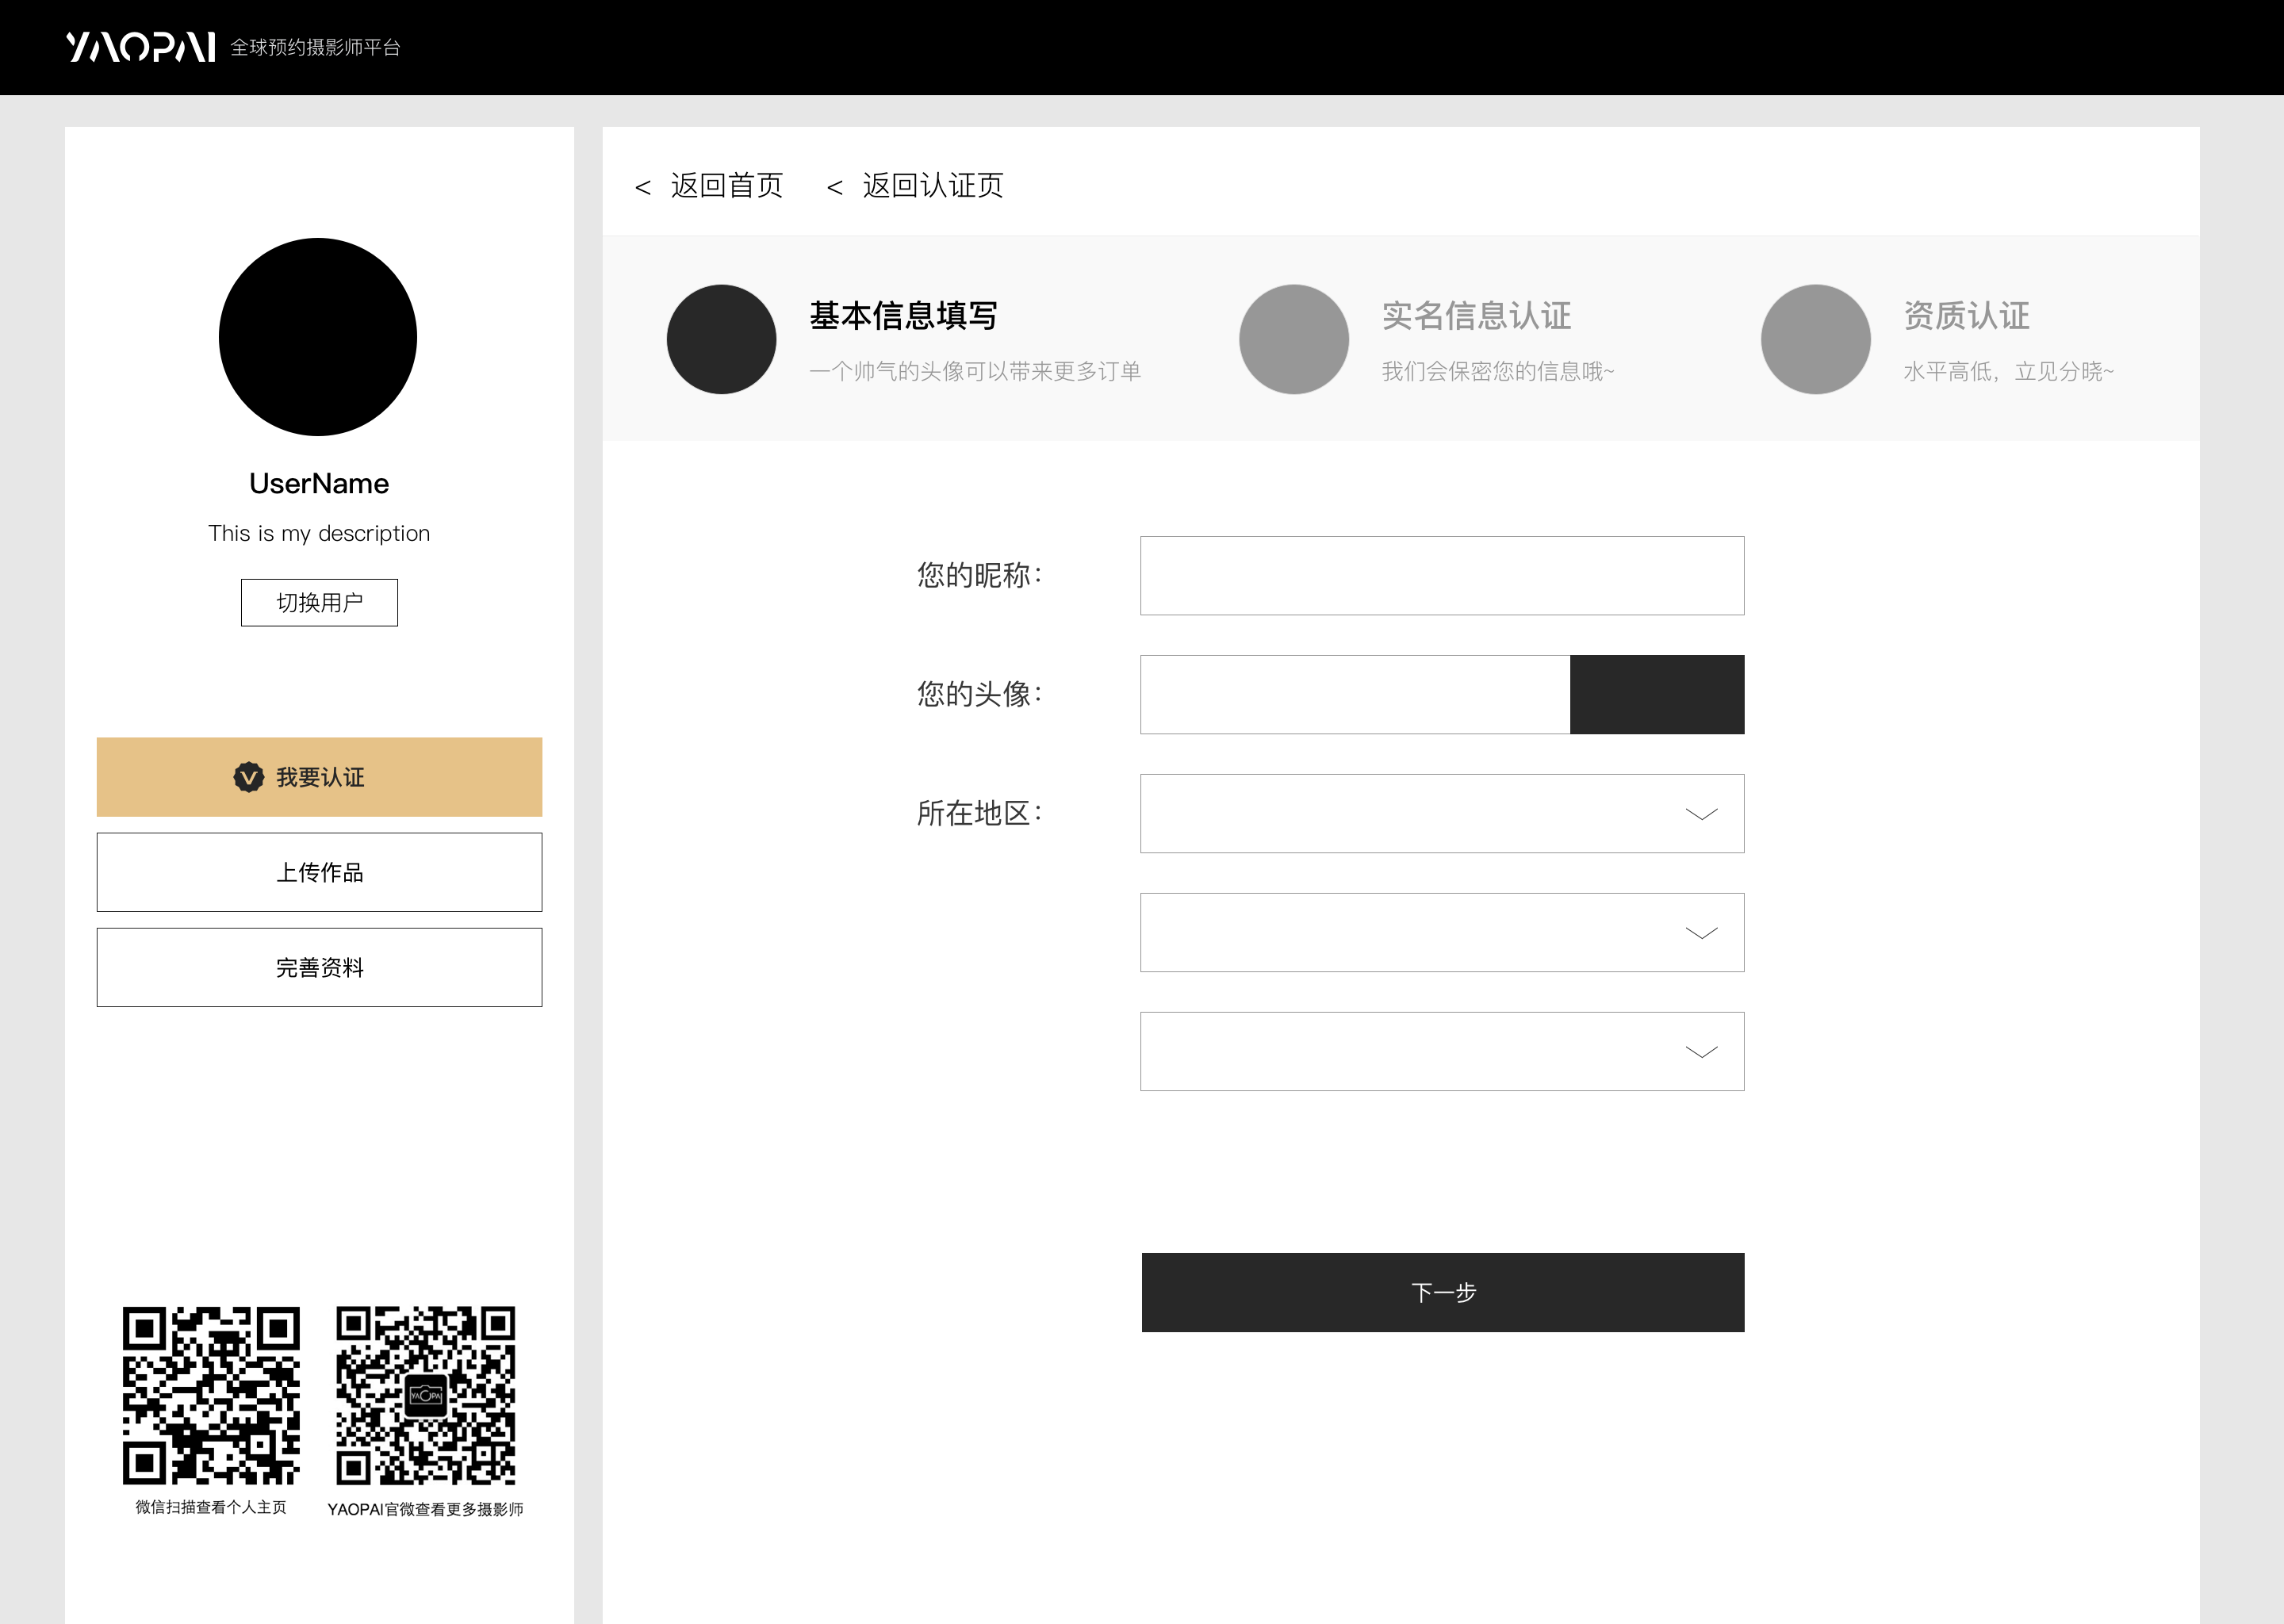 YAOPAI 全球预约摄影师平台
< 返回首页 < 返回认证页
基本信息填写
一个帅气的头像可以带来更多订单
实名信息认证
我们会保密您的信息哦~
资质认证
水平高低，立见分晓~
UserName
This is my description
切换用户
我要认证
上传作品
完善资料
您的昵称：
您的头像：
所在地区：
下一步
YAOPAI
微信扫描查看个人主页
YAOPAI官微查看更多摄影师